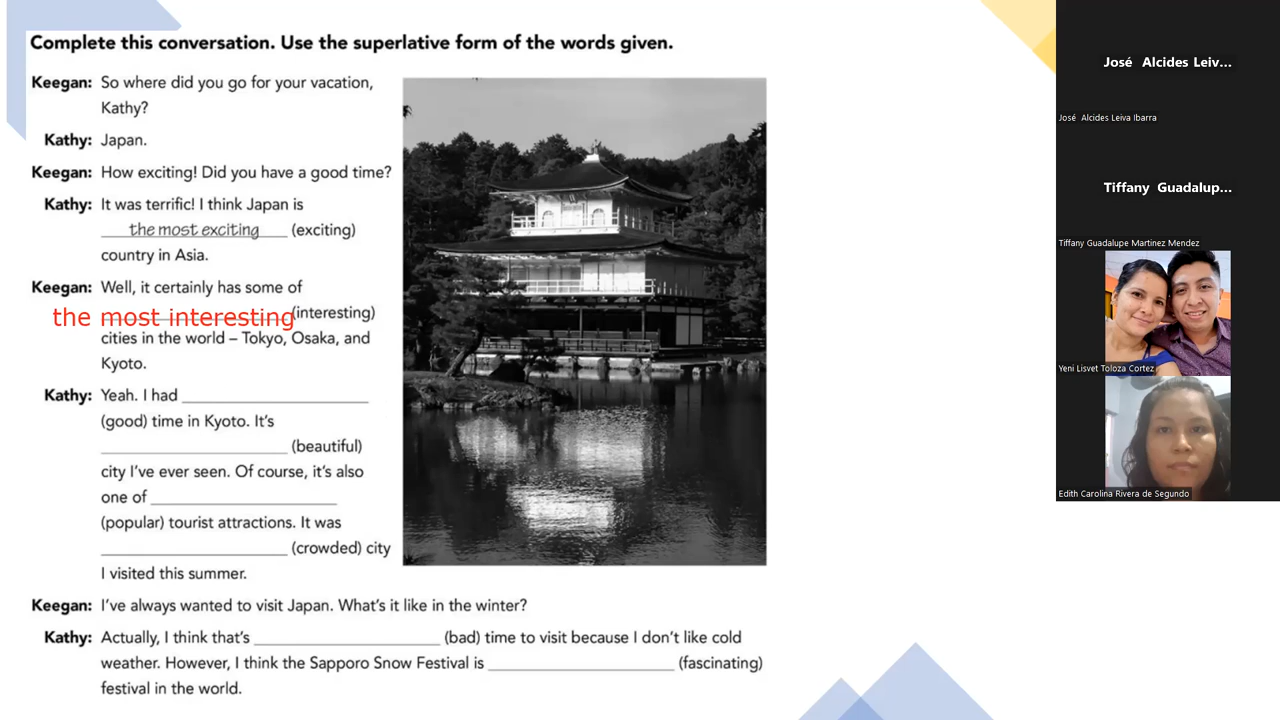 Complete this conversation. Use the superlative form of the words given.
Keegan: So where did you go for your vacation,
Kathy?
Kathy: Japan.
Keegan: How exciting! Did you have a good time?
Kathy: It was terrific! I think Japan is
the most exciting (exciting)
country in Asia.
Keegan: Well, it certainly has some of
the most interesting (interesting)
cities in the world – Tokyo, Osaka, and
Kyoto.
Kathy: Yeah. I had ____________________
(good) time in Kyoto. It's
____________________ (beautiful)
city I've ever seen. Of course, it's also
one of ____________________
(popular) tourist attractions. It was
____________________ (crowded) city
I visited this summer.
Keegan: I've always wanted to visit Japan. What's it like in the winter?
Kathy: Actually, I think that's ____________________ (bad) time to visit because I don't like cold
weather. However, I think the Sapporo Snow Festival is ____________________ (fascinating)
festival in the world.
José Alcides Leiv...
José Alcides Leiva Ibarra
Tiffany Guadalup...
Tiffany Guadalupe Martinez Mendez
Yeni Lisvet Toloza Cortez
Edith Carolina Rivera de Segundo